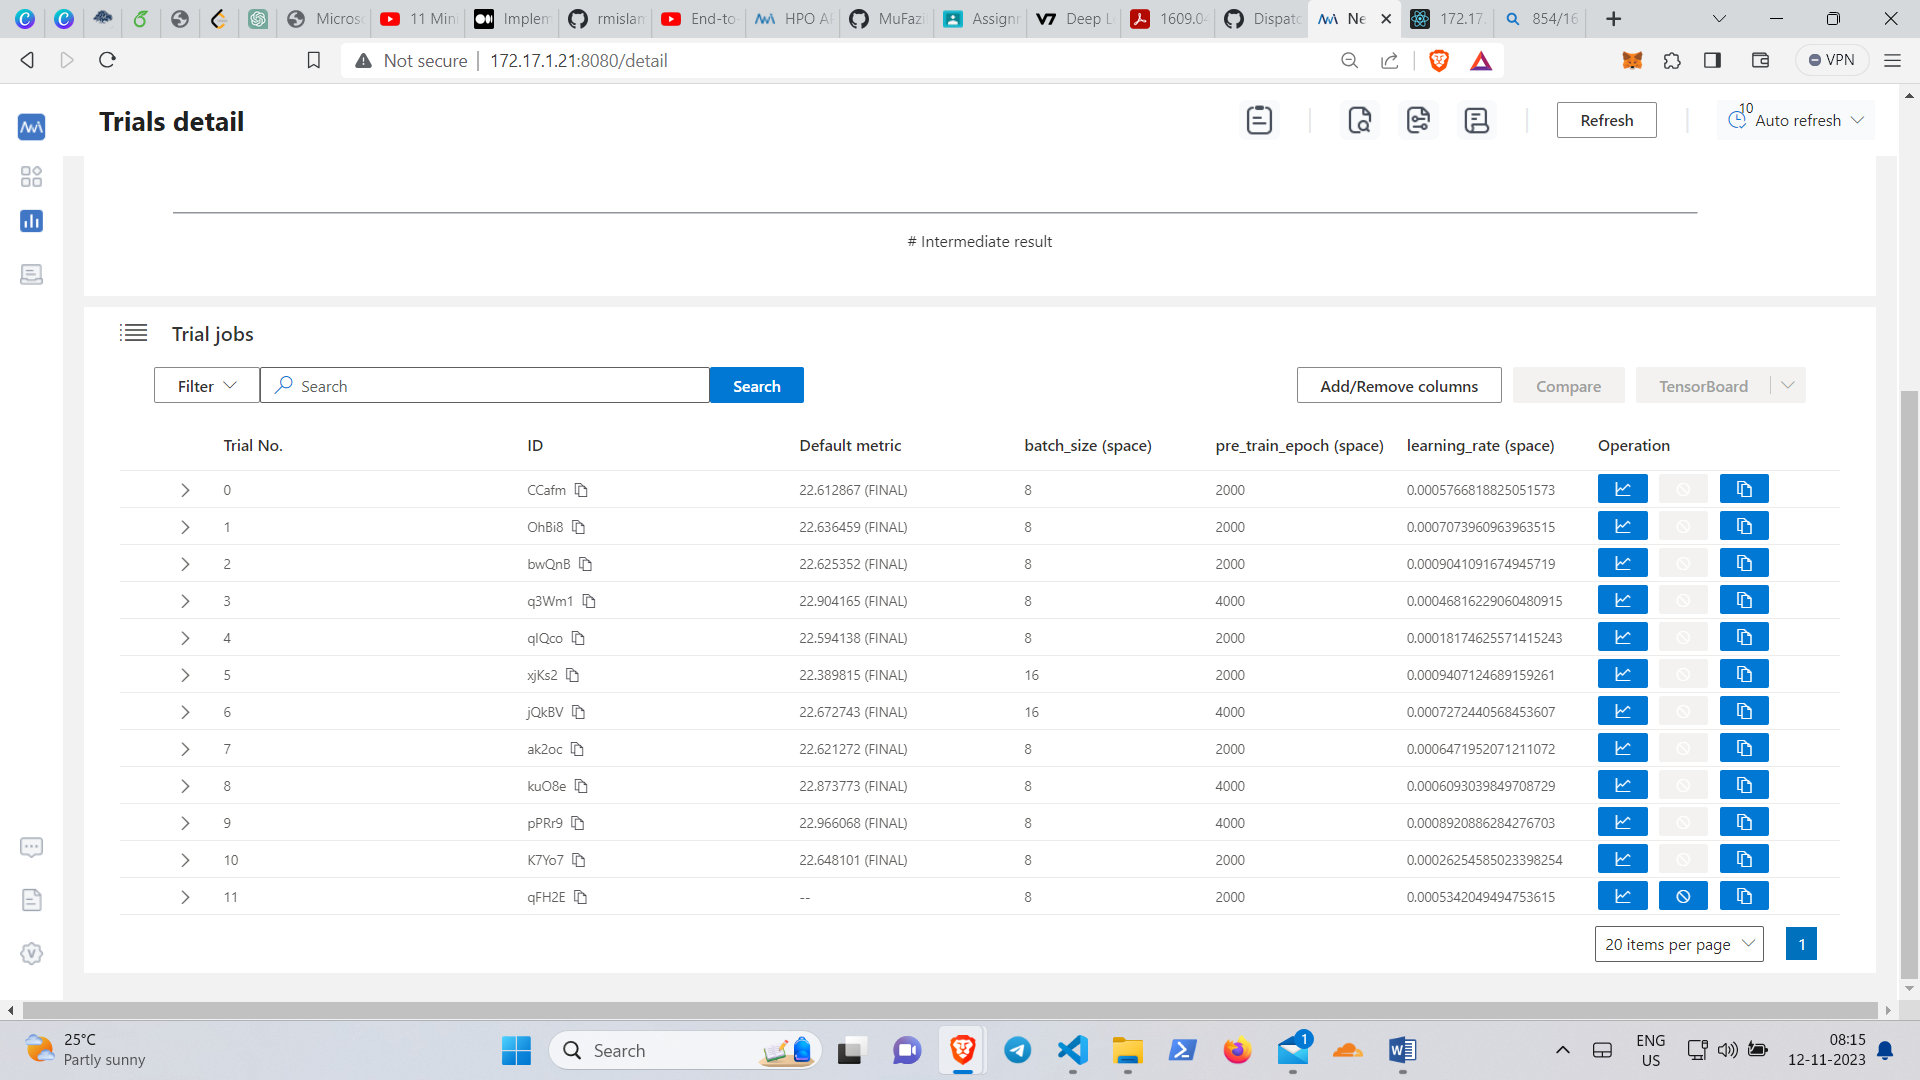 Microso
11 Mini
Implem
rmislam
End-to-
HPO A
MuFazi
Assignn
Deep L
1609.04
Dispatc
Ne
172.17.
854/16
Not secure
172.17.1.21:8080/detail
VPN
Trials detail
Refresh
10
Auto refresh
# Intermediate result
Trial jobs
Filter
Search
Search
Add/Remove columns
Compare
TensorBoard
Trial No. ID Default metric batch_size (space) pre_train_epoch (space) learning_rate (space) Operation
0 CCafm 22.612867 (FINAL) 8 2000 0.0005766818825051573
1 OhBi8 22.636459 (FINAL) 8 2000 0.0007073960963963515
2 bwQnB 22.625352 (FINAL) 8 2000 0.0009041091674945719
3 q3Wm1 22.904165 (FINAL) 8 4000 0.00046816229060480915
4 qIQco 22.594138 (FINAL) 8 2000 0.00018174625571415243
5 xjKs2 22.389815 (FINAL) 16 2000 0.0009407124689159261
6 jQkBV 22.672743 (FINAL) 16 4000 0.0007272440568453607
7 ak2oc 22.621272 (FINAL) 8 2000 0.0006471952071211072
8 kuO8e 22.873773 (FINAL) 8 4000 0.0006093039849708729
9 pPRr9 22.966068 (FINAL) 8 4000 0.0008920886284276703
10 K7Yo7 22.648101 (FINAL) 8 2000 0.00026254585023398254
11 qFH2E -- 8 2000 0.0005342049494753615
20 items per page
1
25°C
Partly sunny
Search
1
ENG
US
08:15
12-11-2023